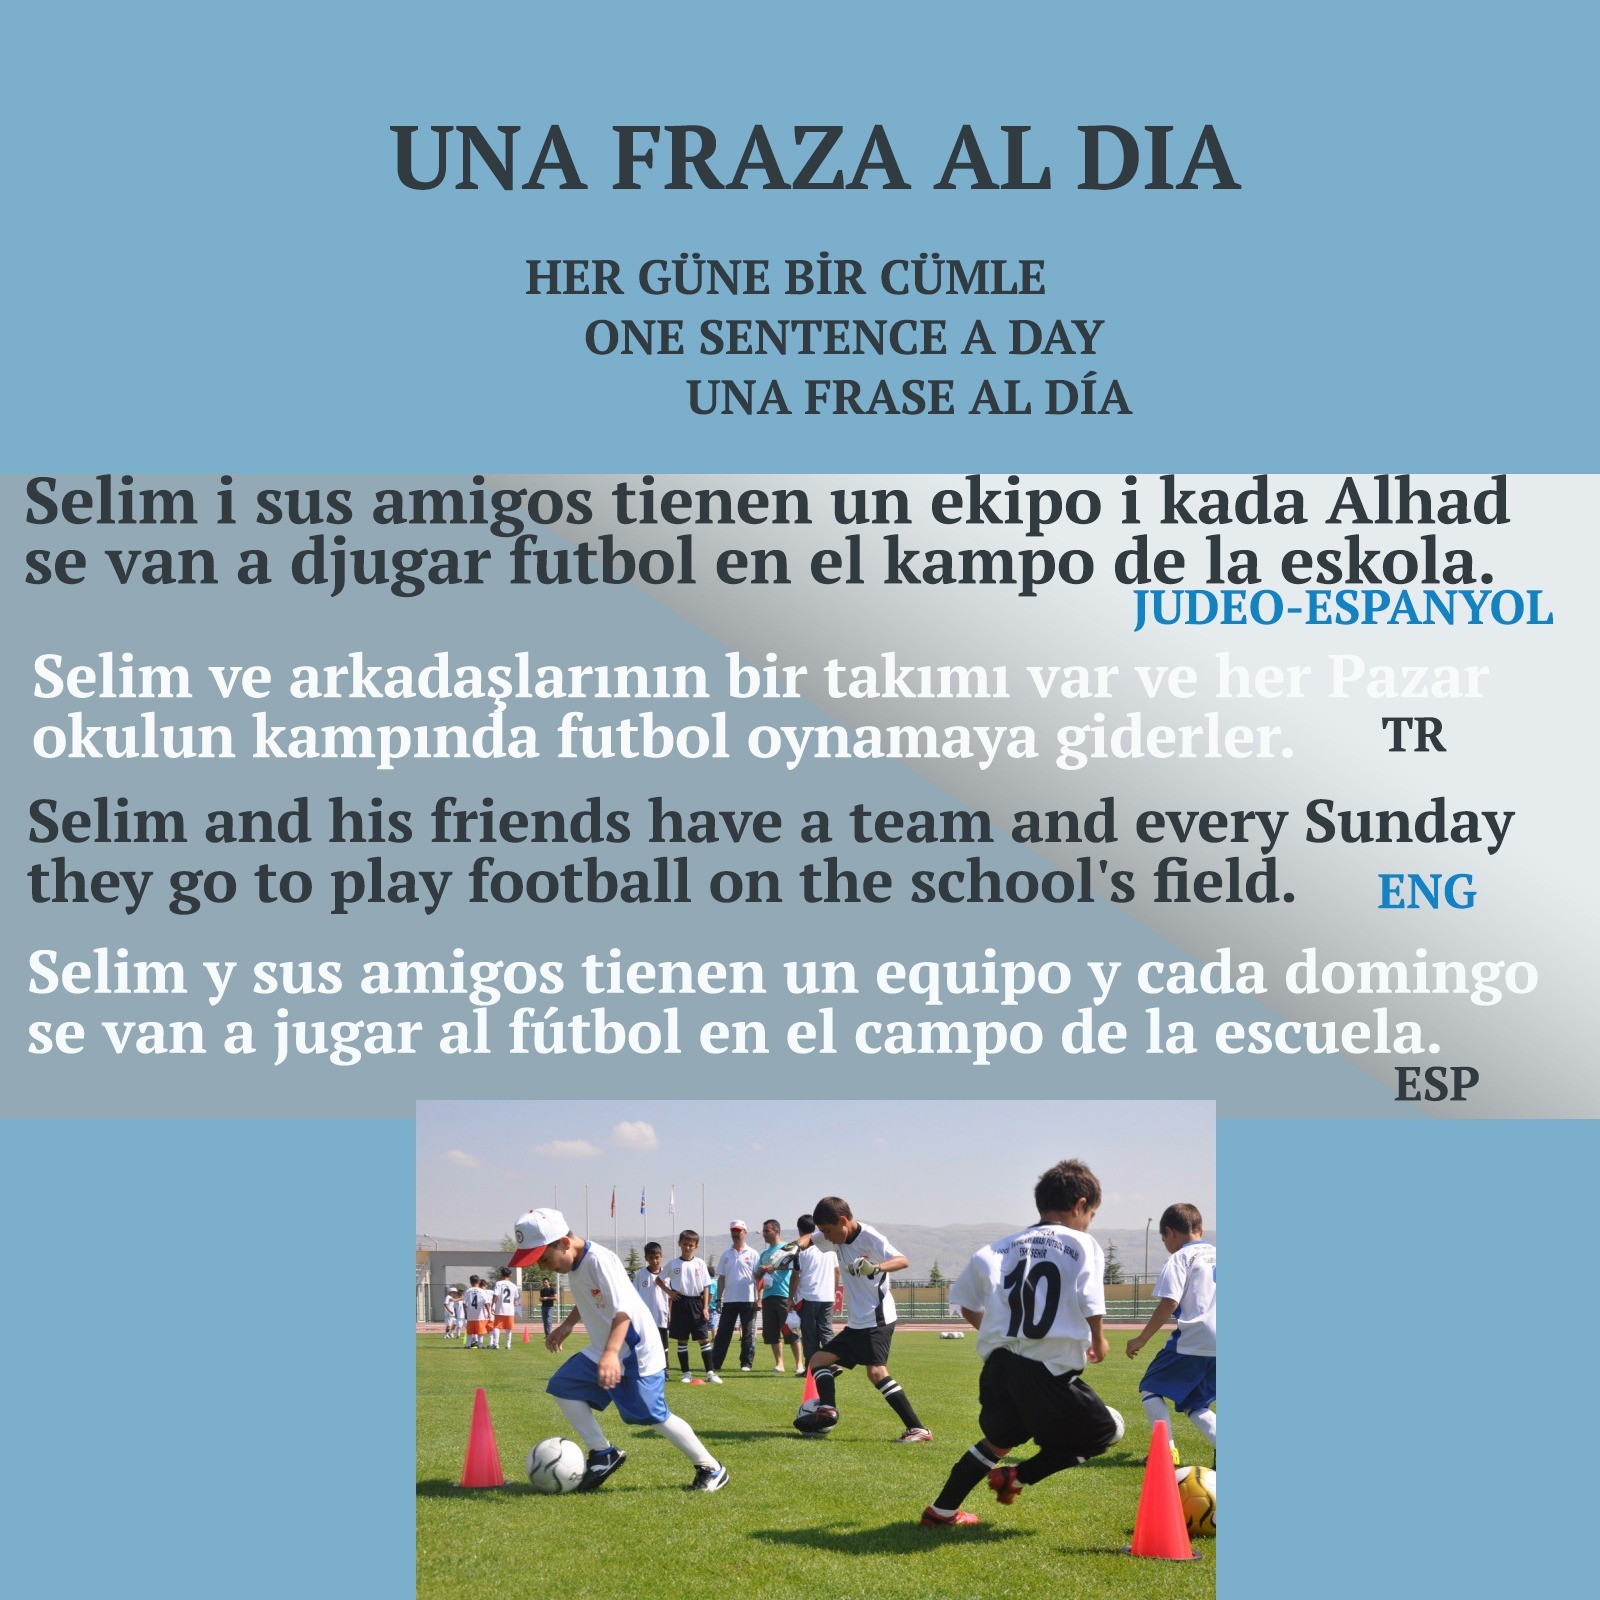 UNA FRAZA AL DIA
HER GÜNE BİR CÜMLE
ONE SENTENCE A DAY
UNA FRASE AL DÍA
Selim i sus amigos tienen un ekipo i kada Alhad
se van a djugar futbol en el kampo de la eskola.
JUDEO-ESPANYOL
Selim ve arkadaşlarının bir takımı var ve her Pazar
okulun kampında futbol oynamaya giderler.
TR
Selim and his friends have a team and every Sunday
they go to play football on the school's field.
ENG
Selim y sus amigos tienen un equipo y cada domingo
se van a jugar al fútbol en el campo de la escuela.
ESP
4
2
ESKİŞEHİR
10